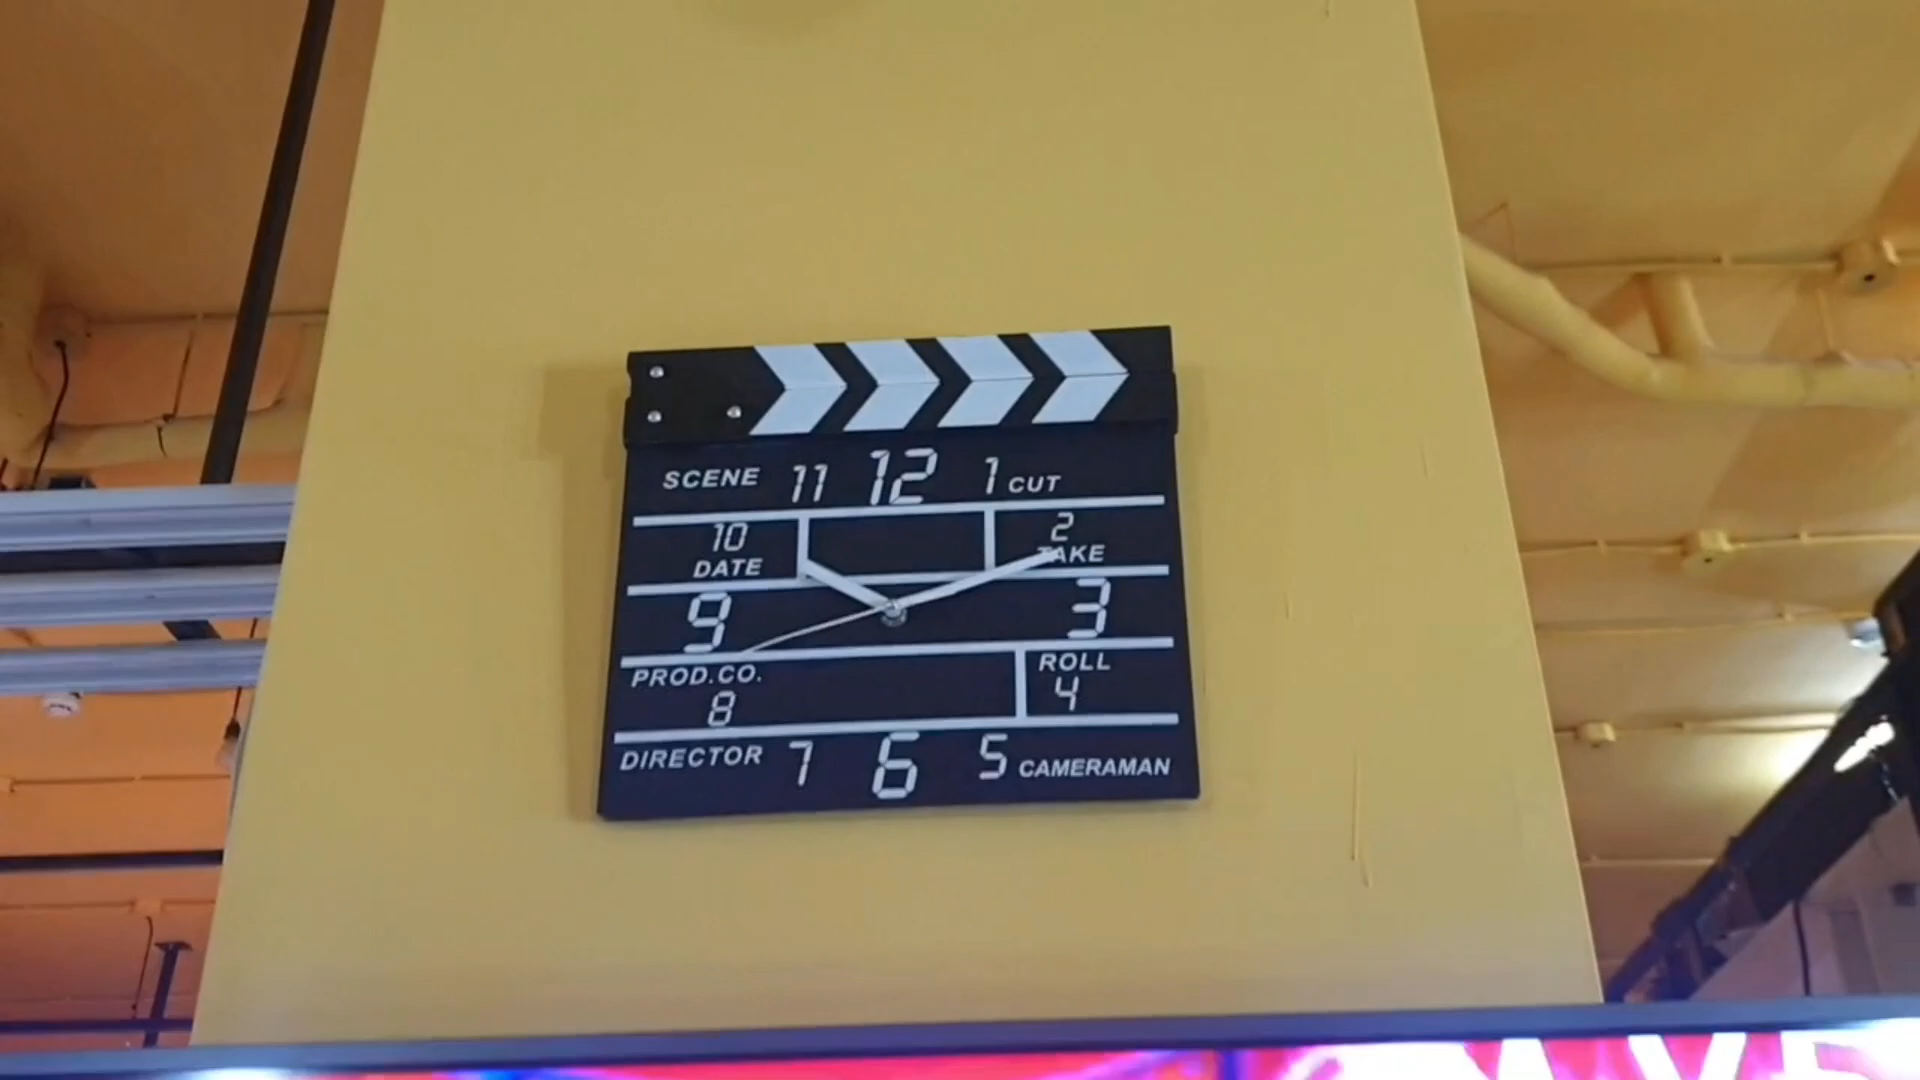 SCENE 11 12 1 CUT
10 2
DATE TAKE
9 3
PROD.CO. ROLL
8 4
DIRECTOR 7 6 5 CAMERAMAN